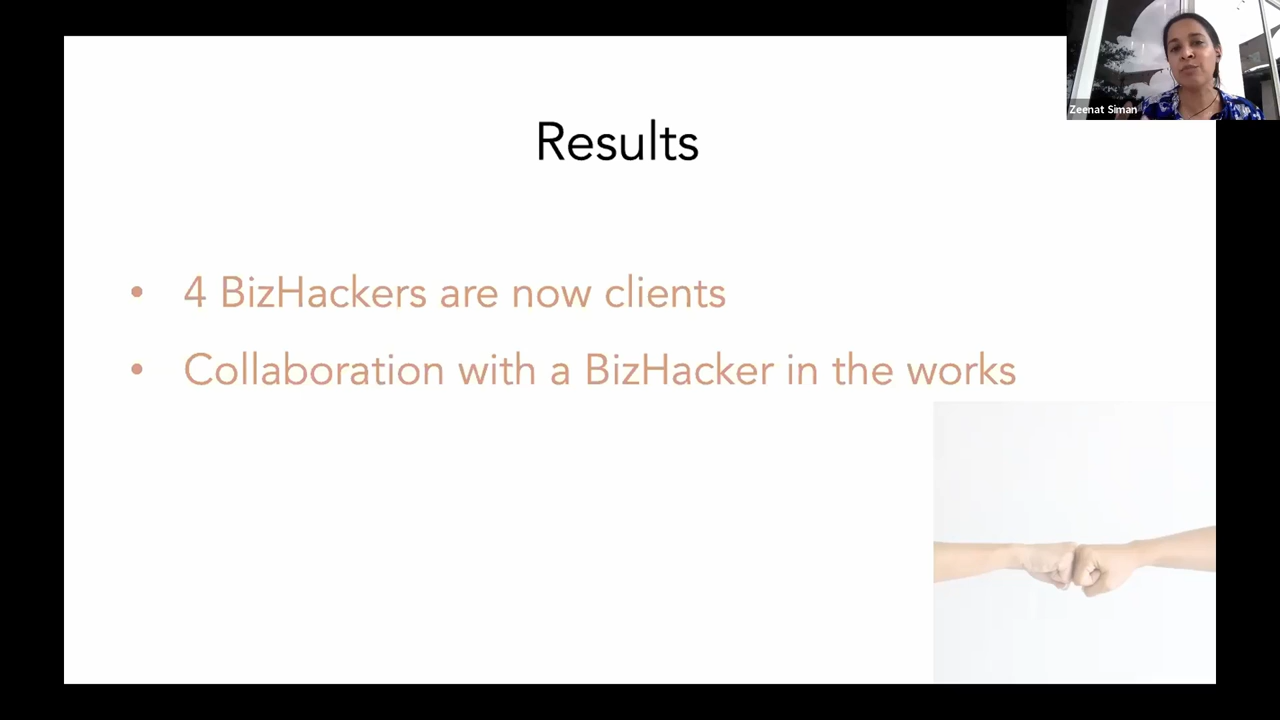 Zeenat Siman
Results
• 4 BizHackers are now clients
• Collaboration with a BizHacker in the works